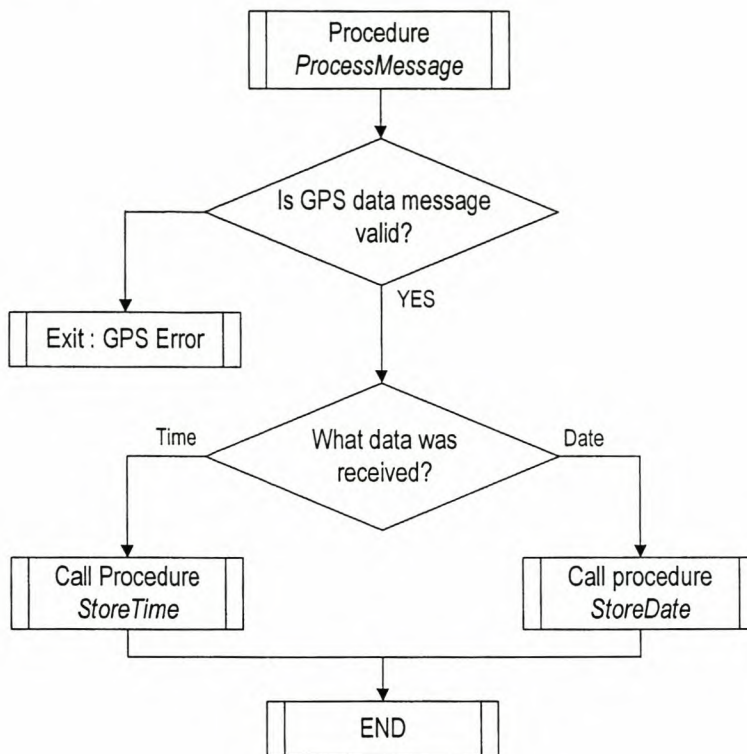 Procedure
ProcessMessage
Is GPS data message
valid?
YES
Exit : GPS Error
Time
What data was
received?
Date
Call Procedure
StoreTime
Call procedure
StoreDate
END